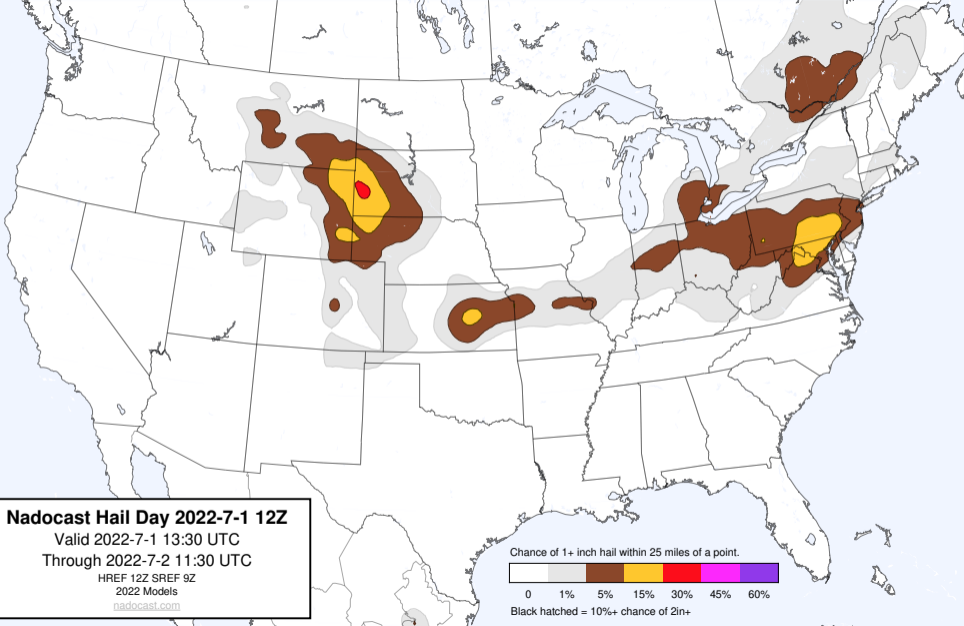 Nadocast Hail Day 2022-7-1 12Z
Valid 2022-7-1 13:30 UTC
Through 2022-7-2 11:30 UTC
HREF 12Z SREF 9Z
2022 Models
nadocast.com
Chance of 1+ inch hail within 25 miles of a point.
0 1% 5% 15% 30% 45% 60%
Black hatched = 10%+ chance of 2in+